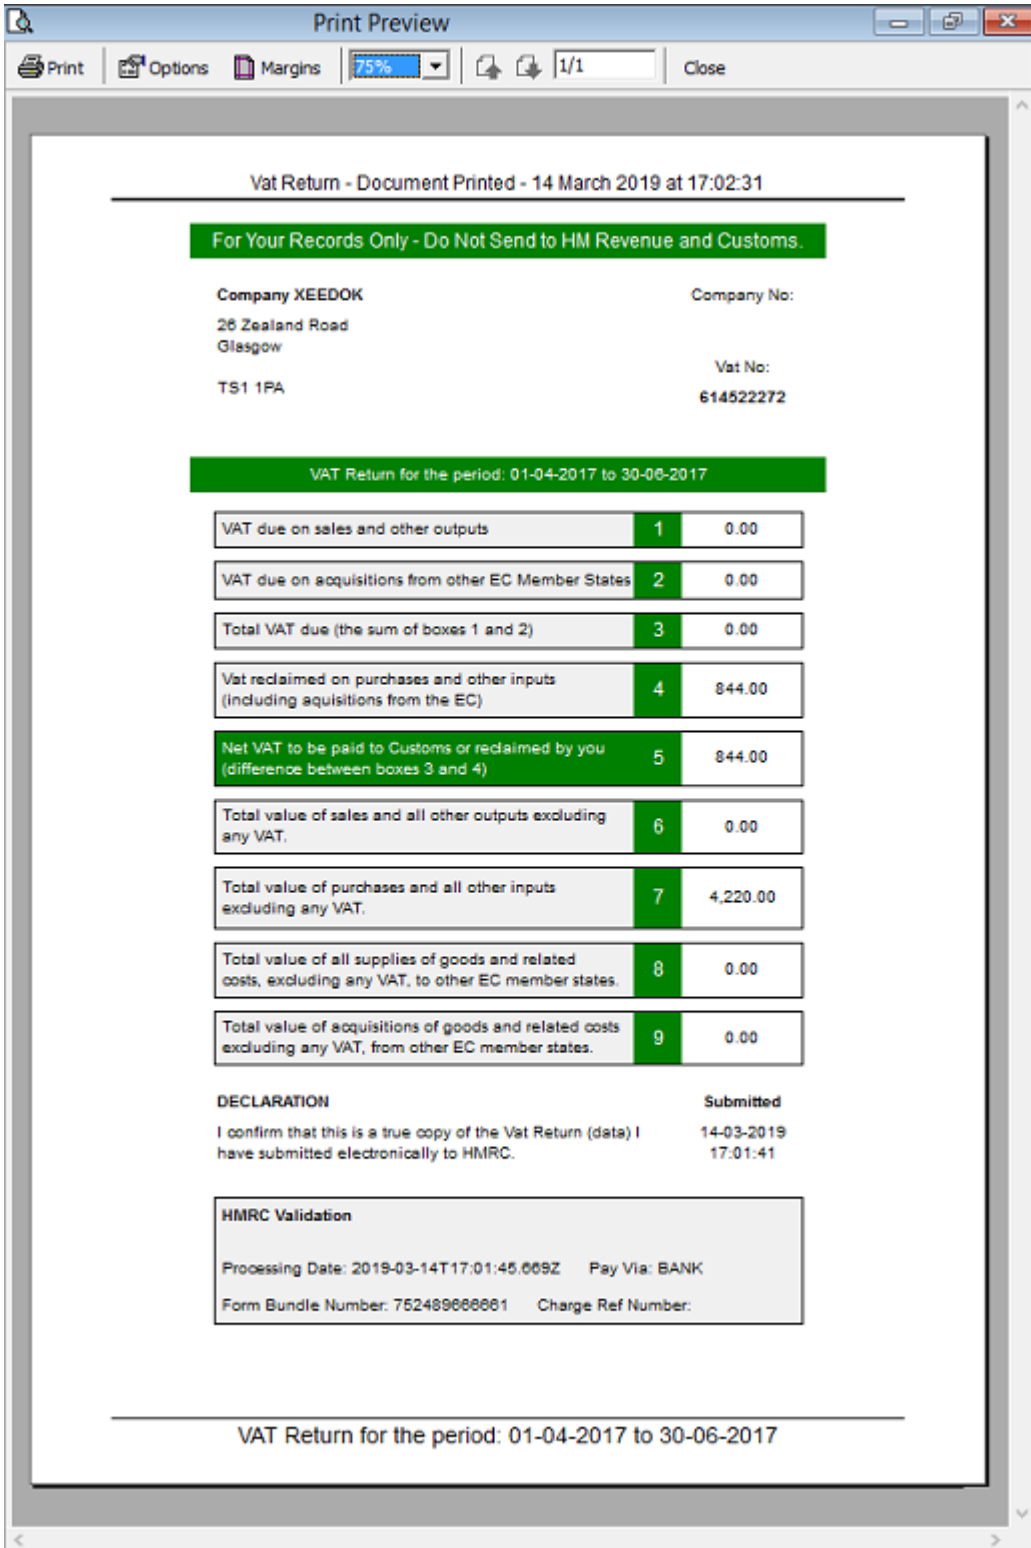 Print Preview
Print Options Margins 75% 1/1 Close
Vat Return - Document Printed - 14 March 2019 at 17:02:31
For Your Records Only - Do Not Send to HM Revenue and Customs.
Company XEEDOK Company No:
26 Zealand Road
Glasgow
Vat No:
TS1 1PA
614522272
VAT Return for the period: 01-04-2017 to 30-06-2017
VAT due on sales and other outputs 1 0.00
VAT due on acquisitions from other EC Member States 2 0.00
Total VAT due (the sum of boxes 1 and 2) 3 0.00
Vat reclaimed on purchases and other inputs
(including aquisitions from the EC) 4 844.00
Net VAT to be paid to Customs or reclaimed by you
(difference between boxes 3 and 4) 5 844.00
Total value of sales and all other outputs excluding
any VAT. 6 0.00
Total value of purchases and all other inputs
excluding any VAT. 7 4,220.00
Total value of all supplies of goods and related
costs, excluding any VAT, to other EC member states. 8 0.00
Total value of acquisitions of goods and related costs
excluding any VAT, from other EC member states. 9 0.00
DECLARATION Submitted
I confirm that this is a true copy of the Vat Return (data) I 14-03-2019
have submitted electronically to HMRC. 17:01:41
HMRC Validation
Processing Date: 2019-03-14T17:01:45.669Z Pay Via: BANK
Form Bundle Number: 752489666661 Charge Ref Number:
VAT Return for the period: 01-04-2017 to 30-06-2017